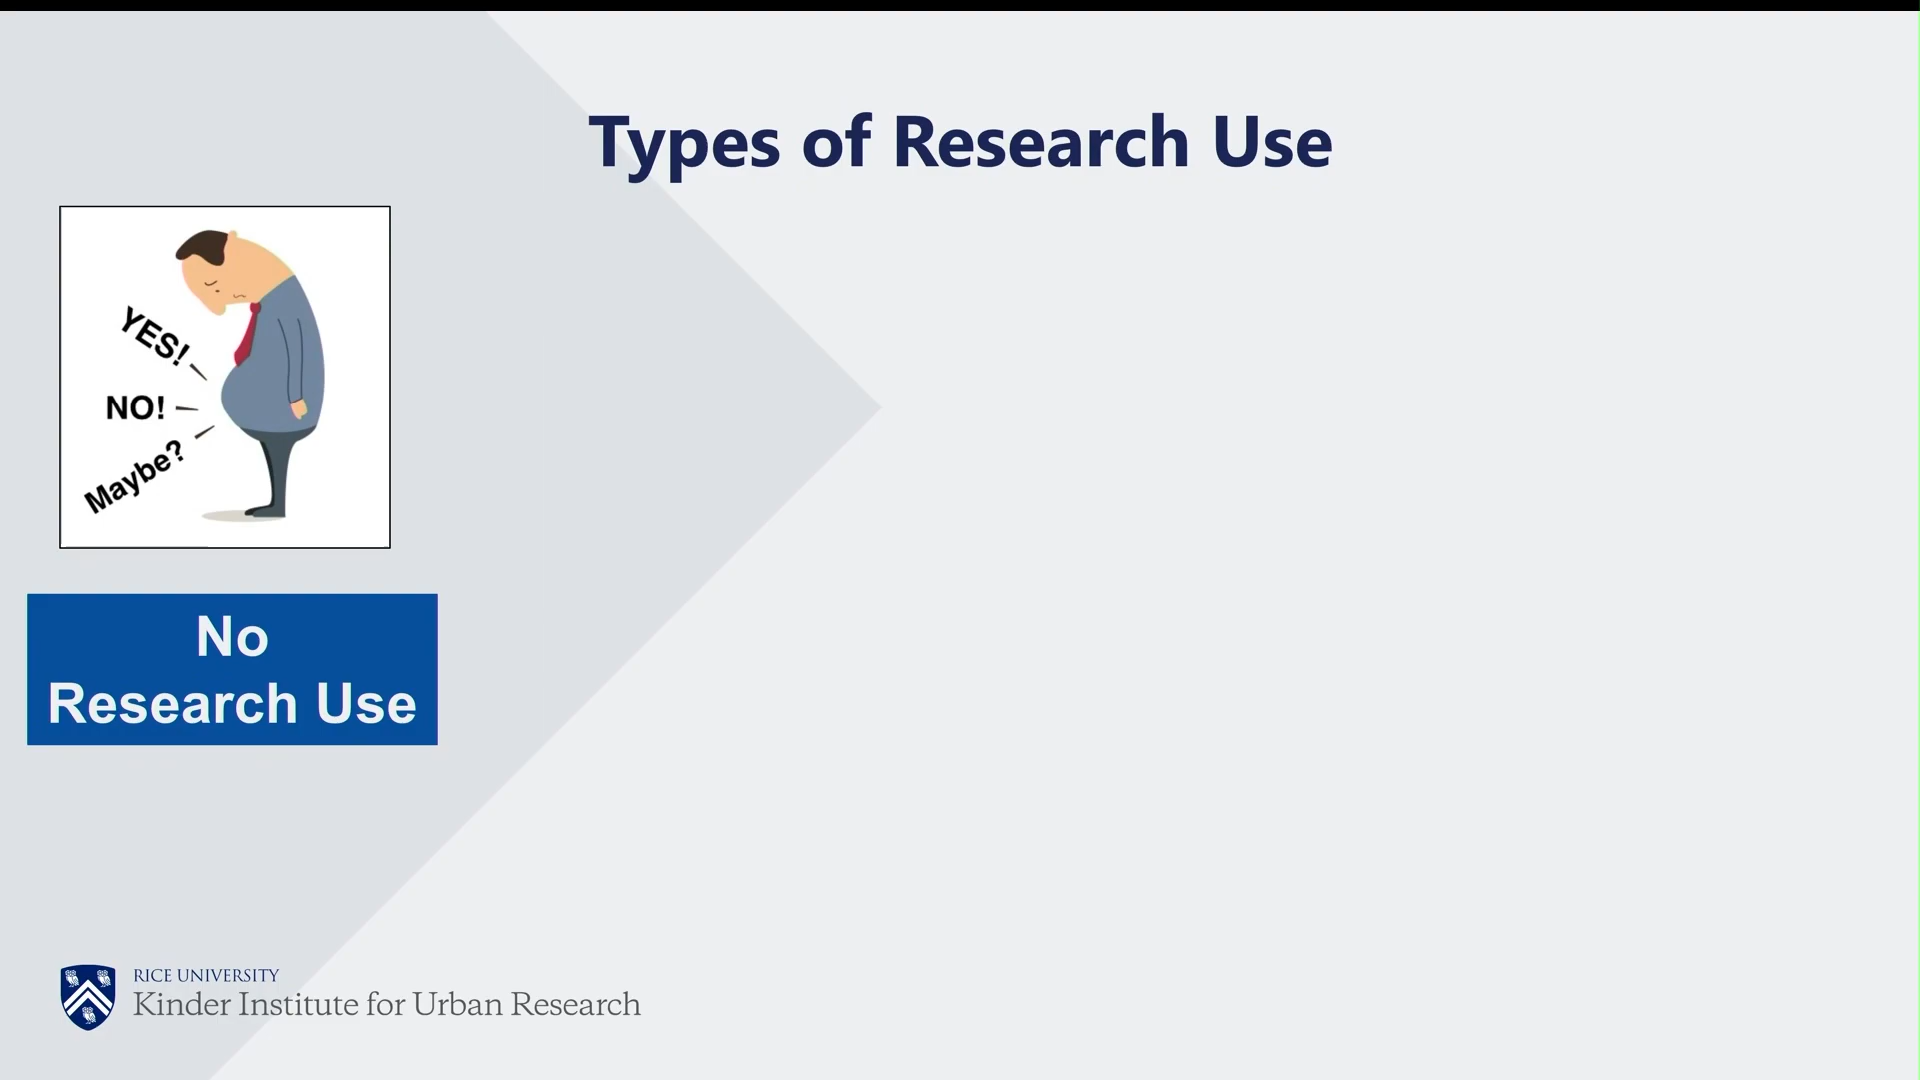 Types of Research Use
YES!
NO!
Maybe?
No
Research Use
RICE UNIVERSITY
Kinder Institute for Urban Research